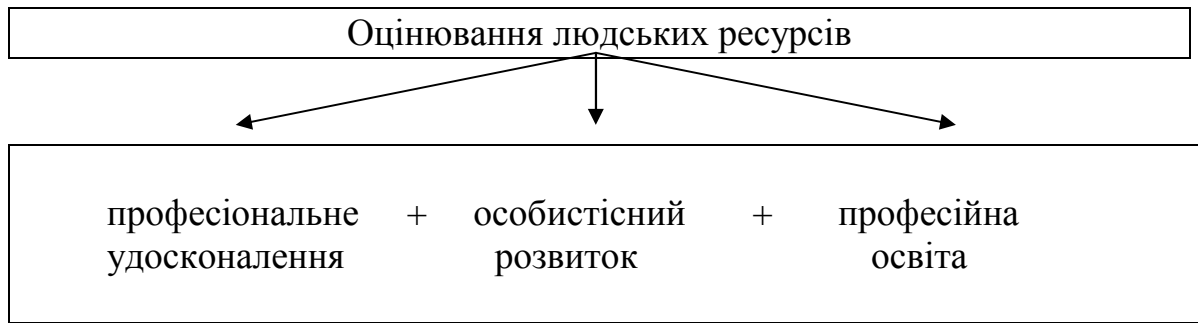 Оцінювання людських ресурсів
професіональне + особистісний + професійна
удосконалення розвиток освіта